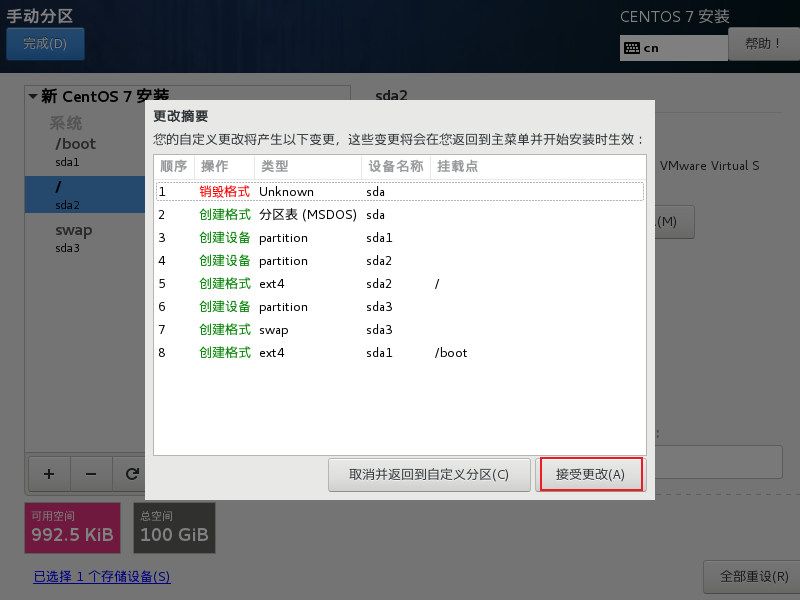 手动分区
CENTOS 7 安装
完成(D)
cn
帮助！
新 CentOS 7 安装
sda2
系统
/boot
sda1
/
sda2
swap
sda3
VMware Virtual S
(M)
更改摘要
您的自定义更改将产生以下变更，这些变更将会在您返回到主菜单并开始安装时生效：
顺序 操作 类型 设备名称 挂载点
1 销毁格式 Unknown sda
2 创建格式 分区表 (MSDOS) sda
3 创建设备 partition sda1
4 创建设备 partition sda2
5 创建格式 ext4 sda2 /
6 创建设备 partition sda3
7 创建格式 swap sda3
8 创建格式 ext4 sda1 /boot
取消并返回到自定义分区(C)
接受更改(A)
可用空间
992.5 KiB
总空间
100 GiB
已选择 1 个存储设备(S)
全部重设(R)